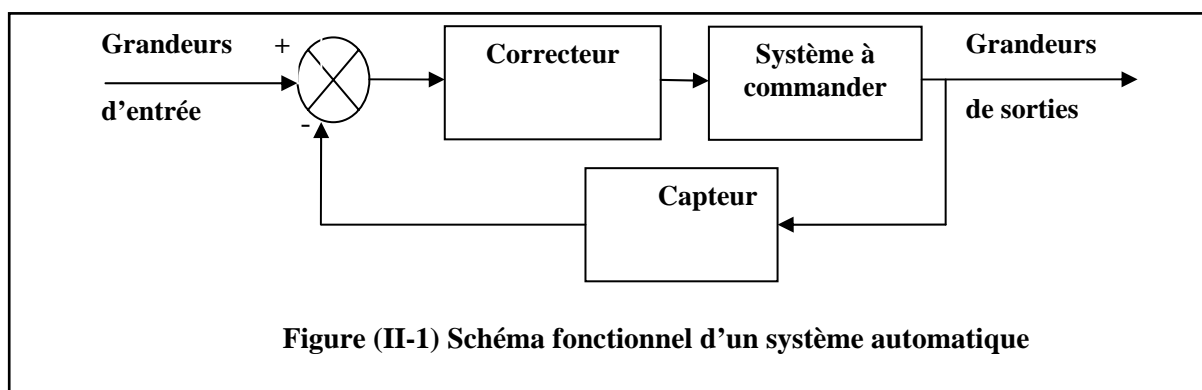 Grandeurs
d’entrée
+
-
Correcteur
Système à
commander
Grandeurs
de sorties
Capteur
Figure (II-1) Schéma fonctionnel d’un système automatique